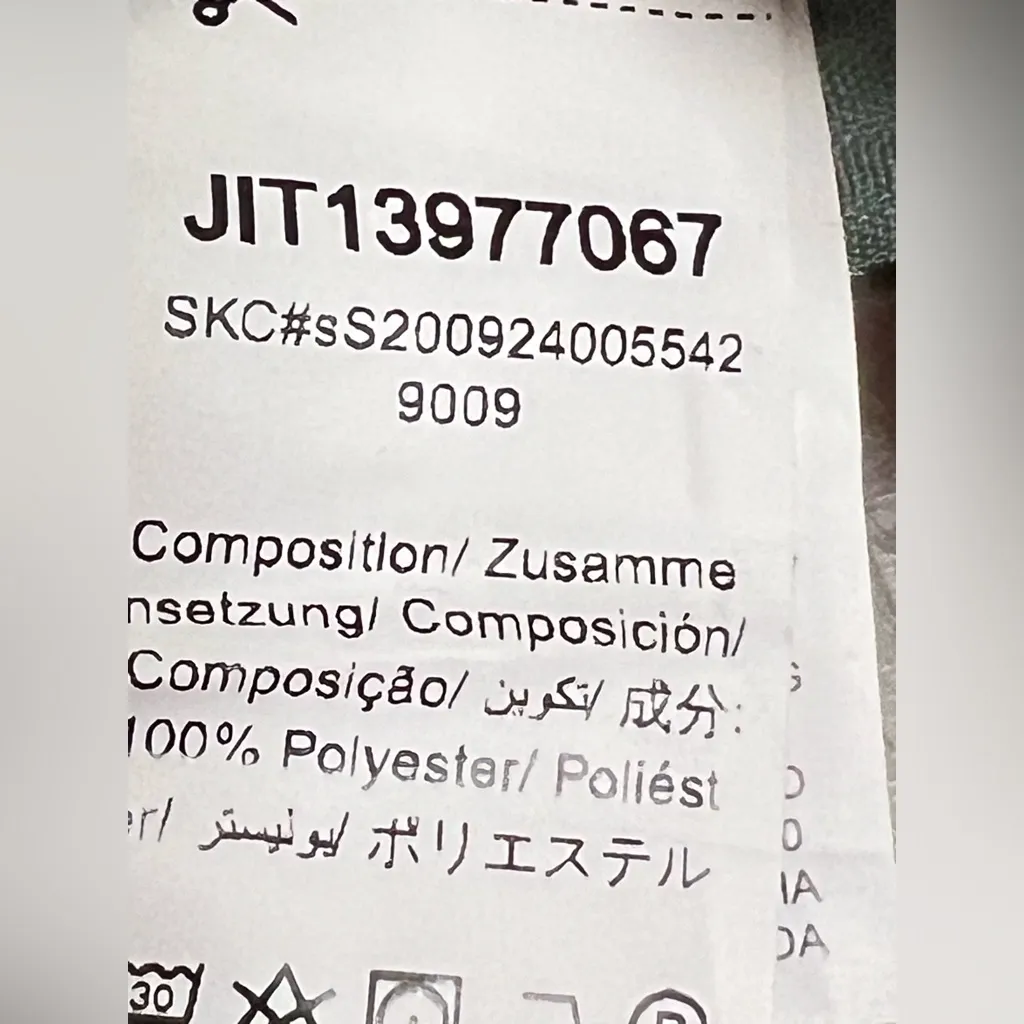 JIT13977067
SKC#sS200924005542
9009
Composition/ Zusamme
nsetzung/ Composición/
Composição/ تكوين/ 成分:
100% Polyester/ Poliést
er/ بوليستر/ ポリエステル
30
P